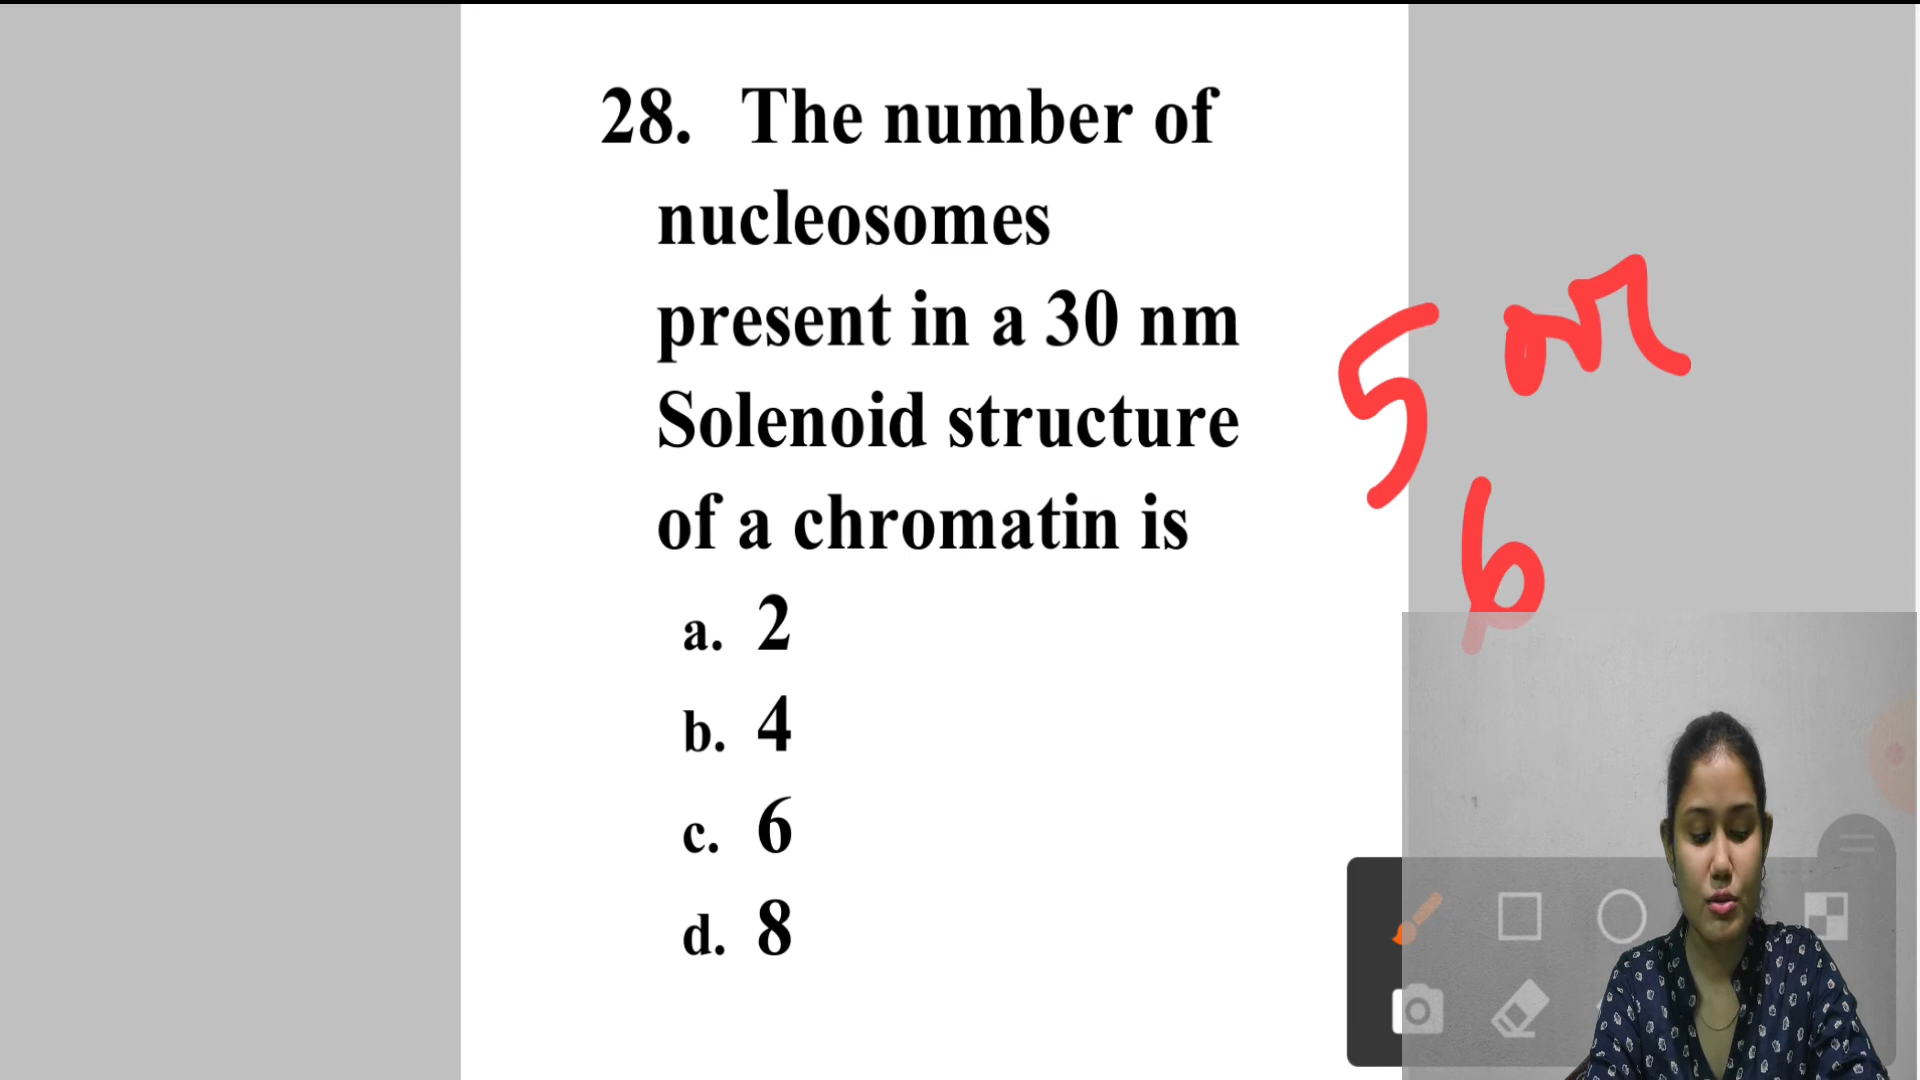 28. The number of
nucleosomes
present in a 30 nm
Solenoid structure
of a chromatin is
a. 2
b. 4
c. 6
d. 8
5 or
6